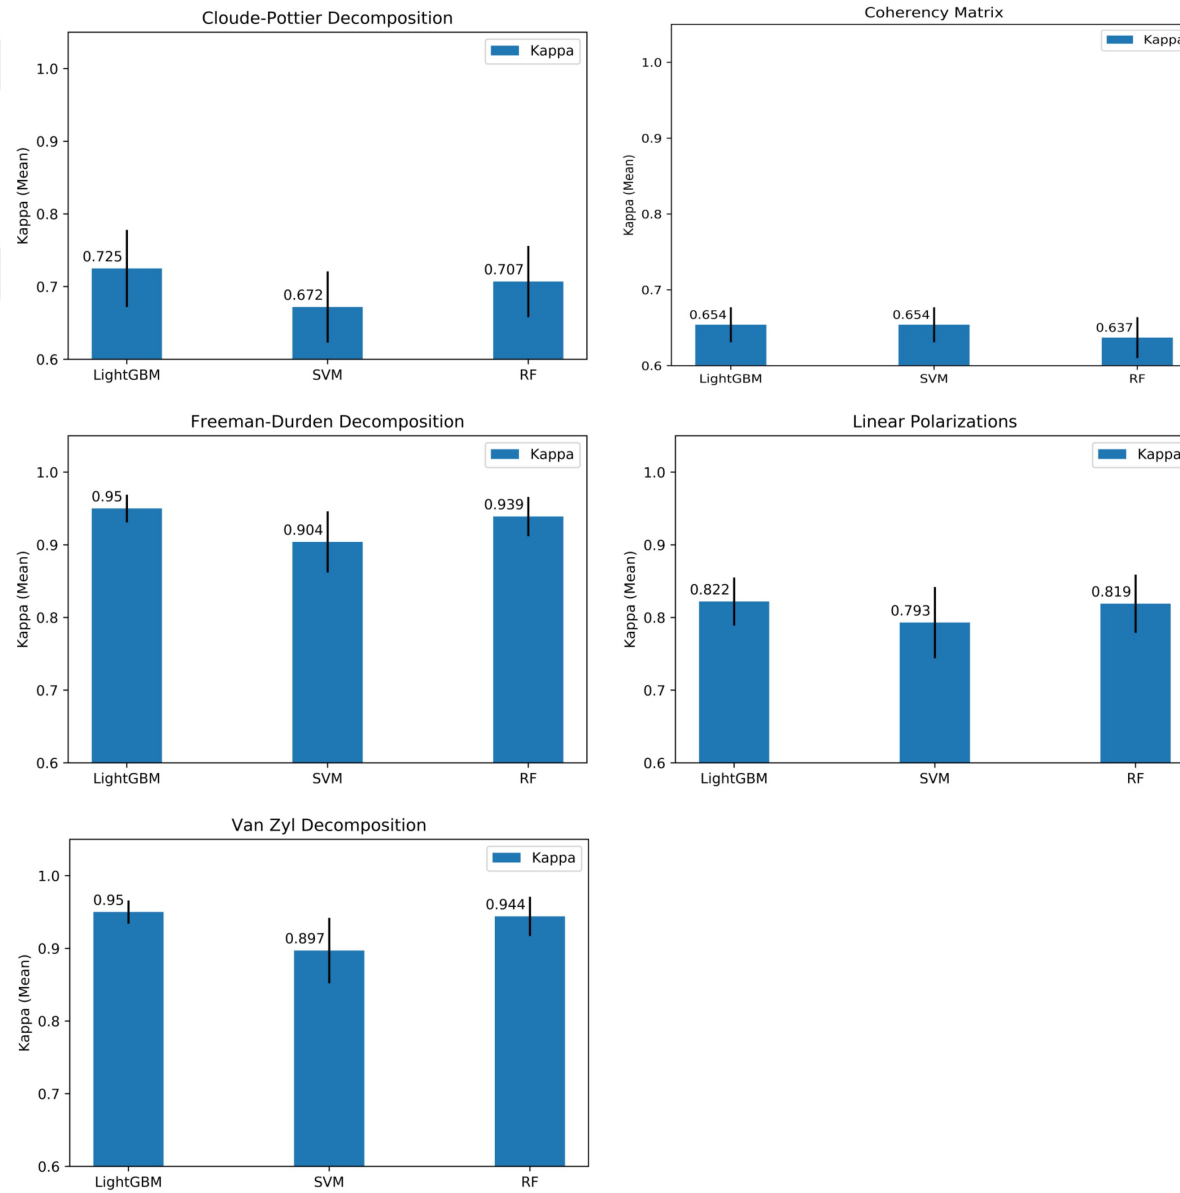 Cloude-Pottier Decomposition
Kappa
1.0
0.9
0.8
0.7
0.6
Kappa (Mean)
0.725
0.672
0.707
LightGBM
SVM
RF
Coherency Matrix
Kappa
1.0
0.9
0.8
0.7
0.6
Kappa (Mean)
0.654
0.654
0.637
LightGBM
SVM
RF
Freeman-Durden Decomposition
Kappa
1.0
0.9
0.8
0.7
0.6
Kappa (Mean)
0.95
0.904
0.939
LightGBM
SVM
RF
Linear Polarizations
Kappa
1.0
0.9
0.8
0.7
0.6
Kappa (Mean)
0.822
0.793
0.819
LightGBM
SVM
RF
Van Zyl Decomposition
Kappa
1.0
0.9
0.8
0.7
0.6
Kappa (Mean)
0.95
0.897
0.944
LightGBM
SVM
RF